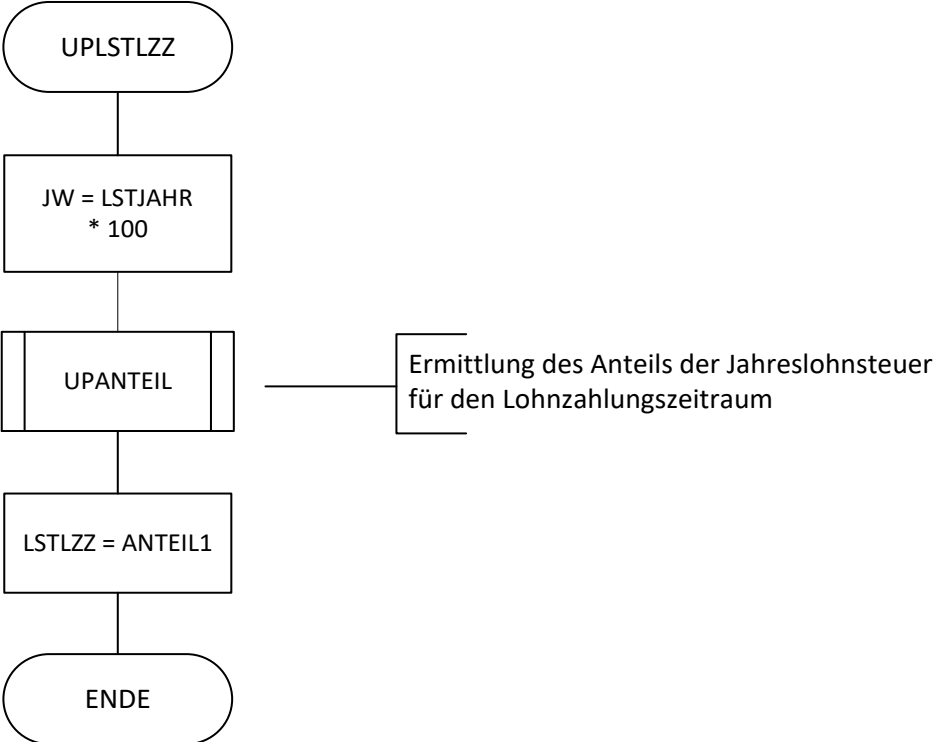 UPLSTLZZ
JW = LSTJAHR
* 100
UPANTEIL
Ermittlung des Anteils der Jahreslohnsteuer
für den Lohnzahlungszeitraum
LSTLZZ = ANTEIL1
ENDE